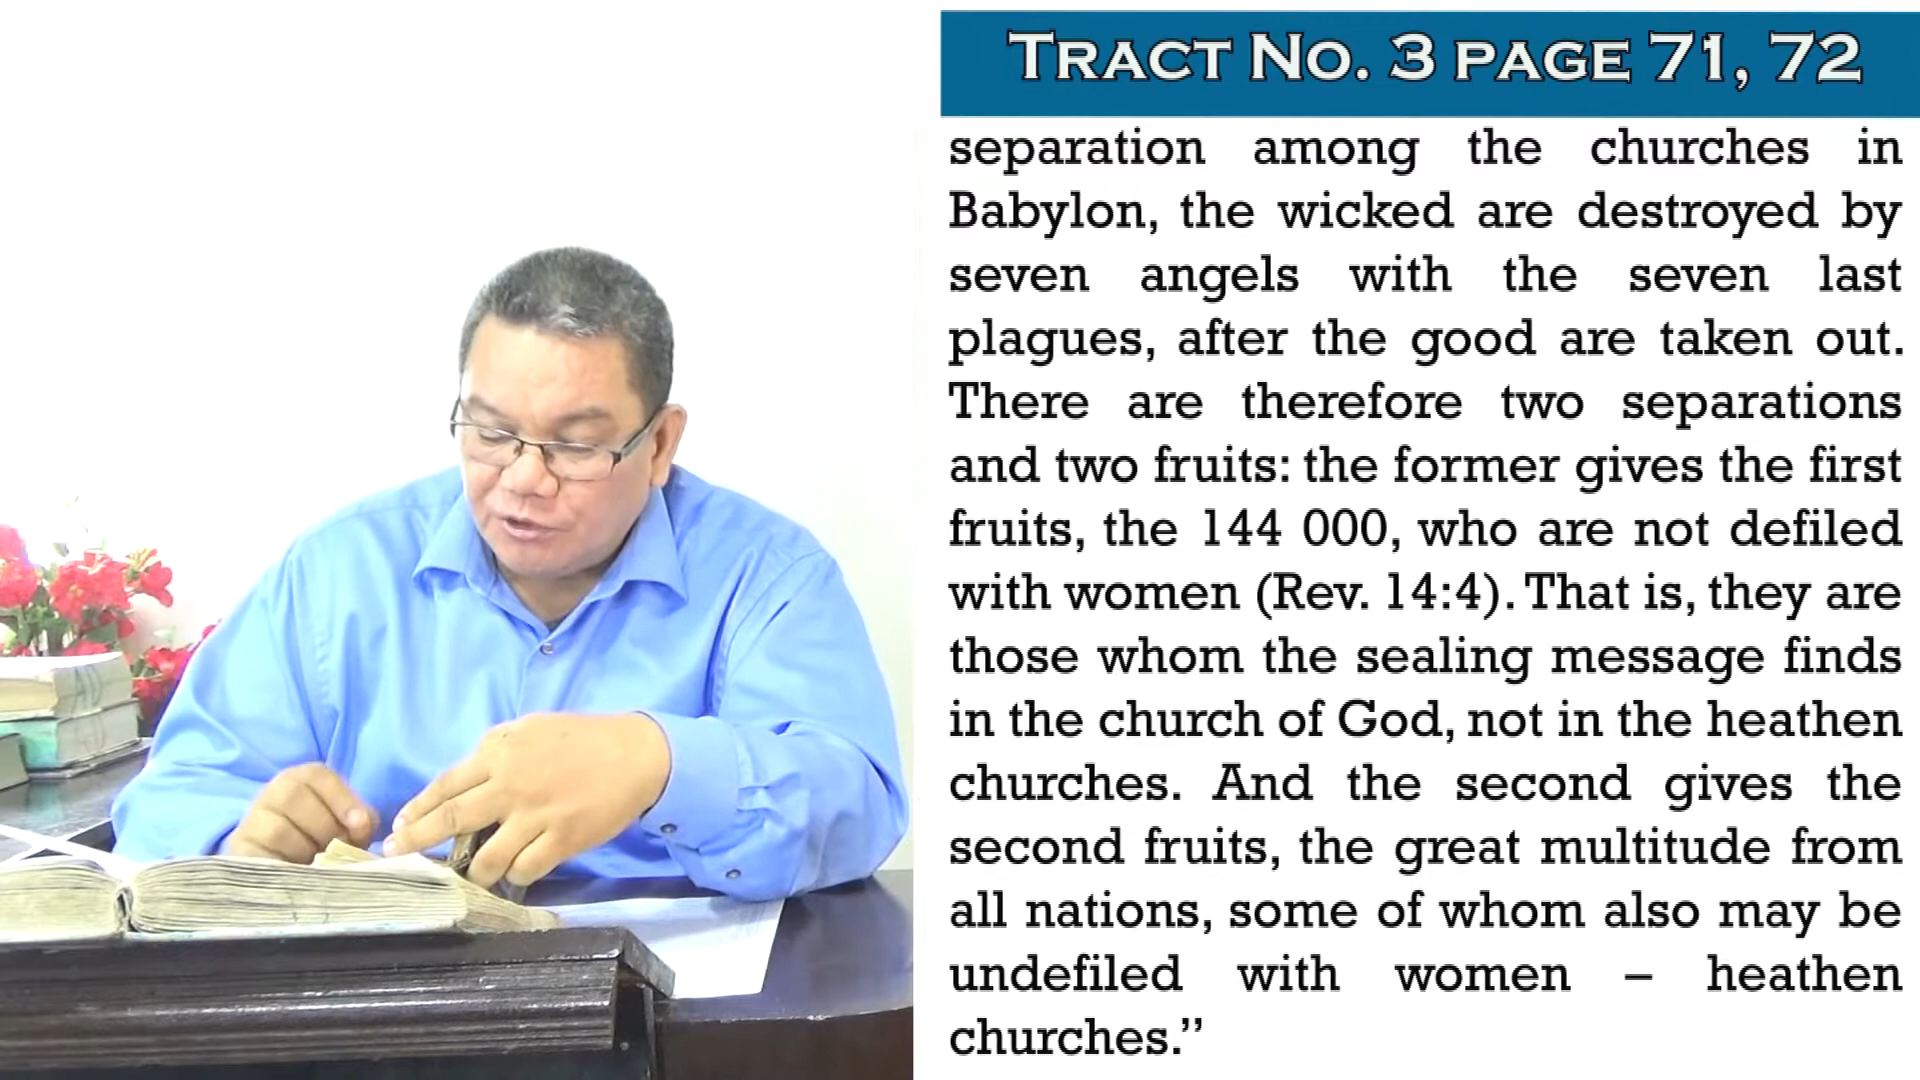 TRACT NO. 3 PAGE 71, 72
separation among the churches in
Babylon, the wicked are destroyed by
seven angels with the seven last
plagues, after the good are taken out.
There are therefore two separations
and two fruits: the former gives the first
fruits, the 144 000, who are not defiled
with women (Rev. 14:4). That is, they are
those whom the sealing message finds
in the church of God, not in the heathen
churches. And the second gives the
second fruits, the great multitude from
all nations, some of whom also may be
undefiled with women – heathen
churches.”